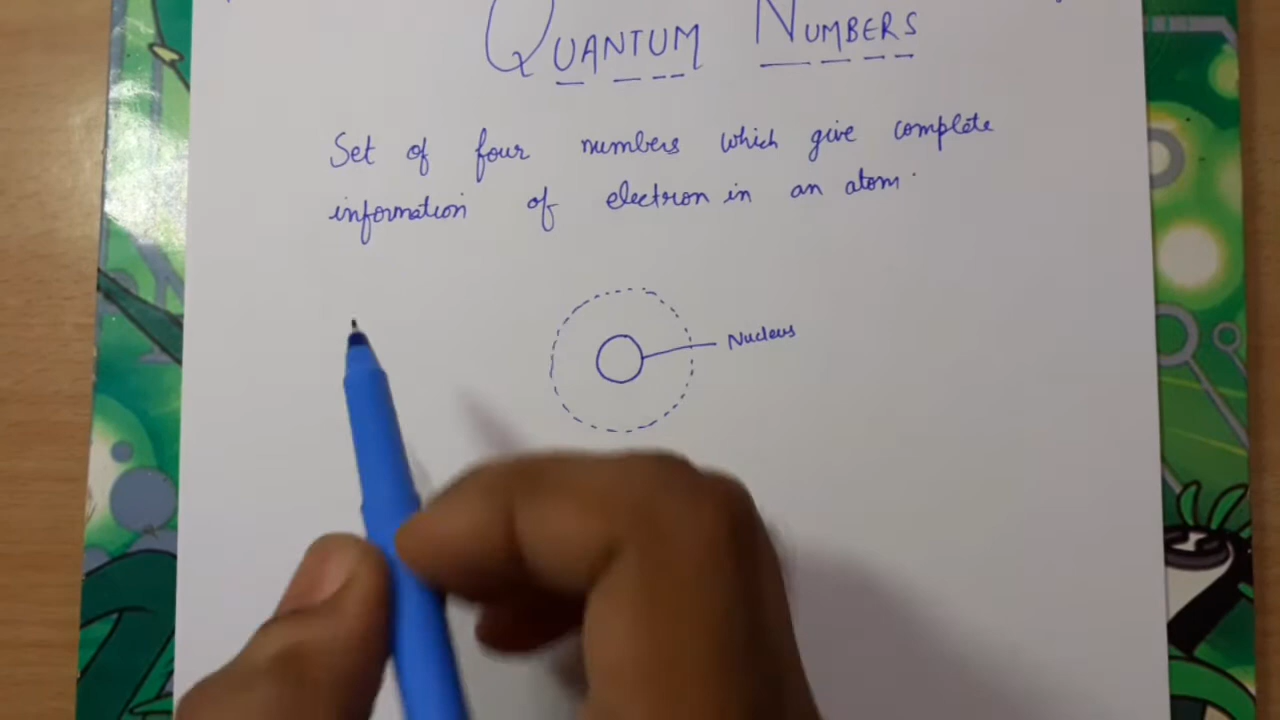 QUANTUM NUMBERS
Set of four numbers which give complete
information of electron in an atom.
Nucleus